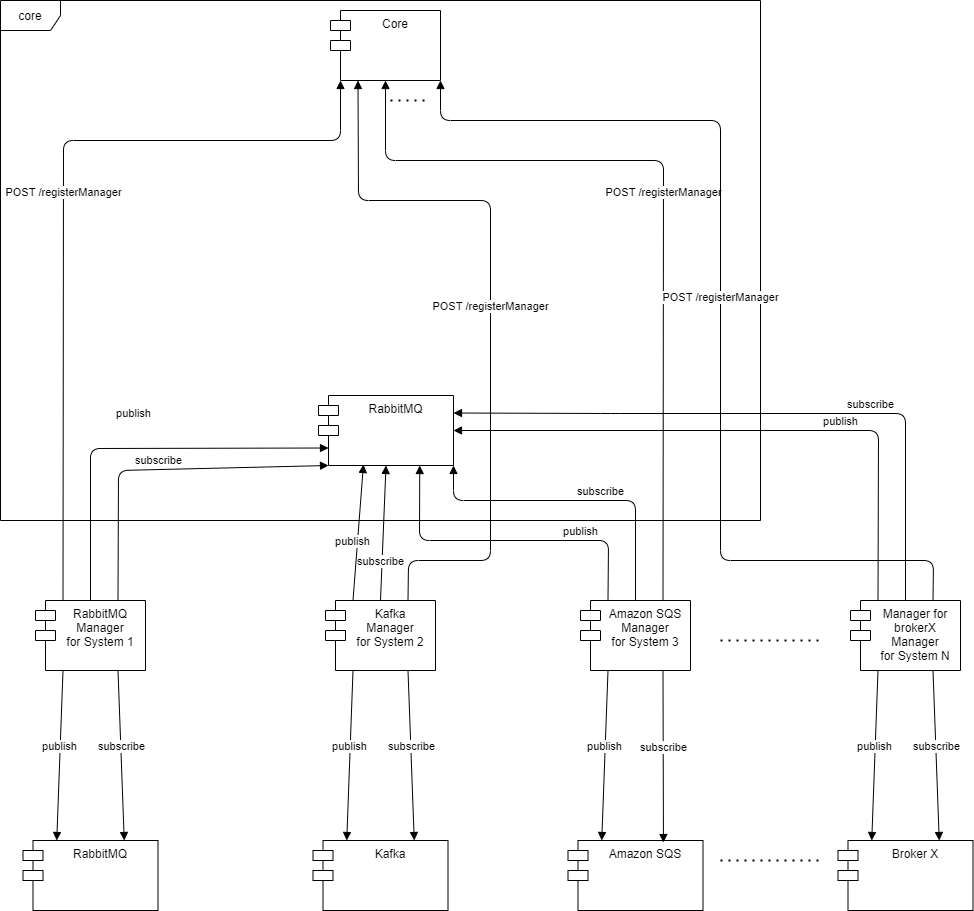 core
Core
.....
POST /registerManager
POST /registerManager
POST /registerManager
POST /registerManager
RabbitMQ
publish
subscribe
subscribe
publish
subscribe
publish
publish
subscribe
RabbitMQ
Manager
for System 1
Kafka
Manager
for System 2
Amazon SQS
Manager
for System 3
.............
Manager for
brokerX
Manager
for System N
publish
subscribe
publish
subscribe
publish
subscribe
publish
subscribe
RabbitMQ
Kafka
Amazon SQS
.............
Broker X